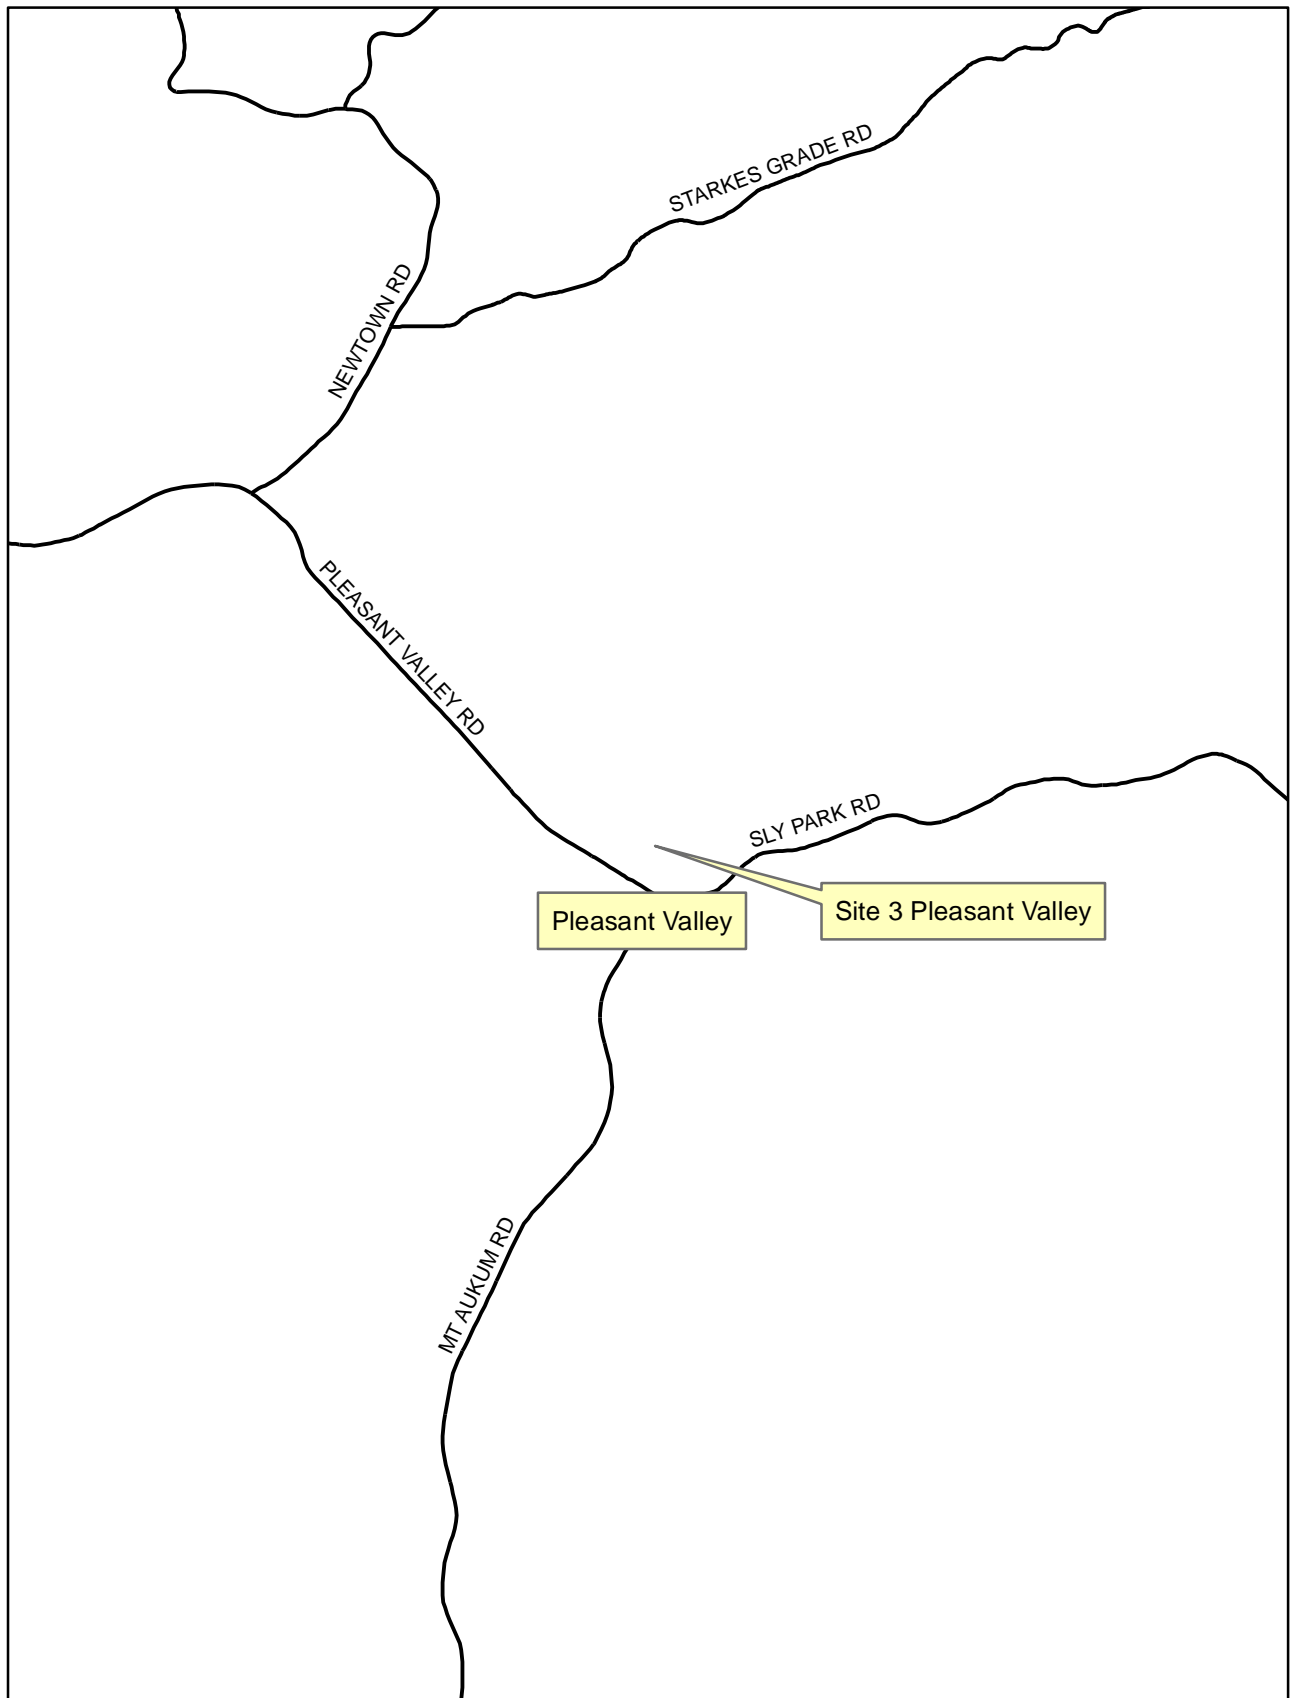 STARKES GRADE RD
NEWTOWN RD
PLEASANT VALLEY RD
SLY PARK RD
Site 3 Pleasant Valley
Pleasant Valley
MT AUKUM RD